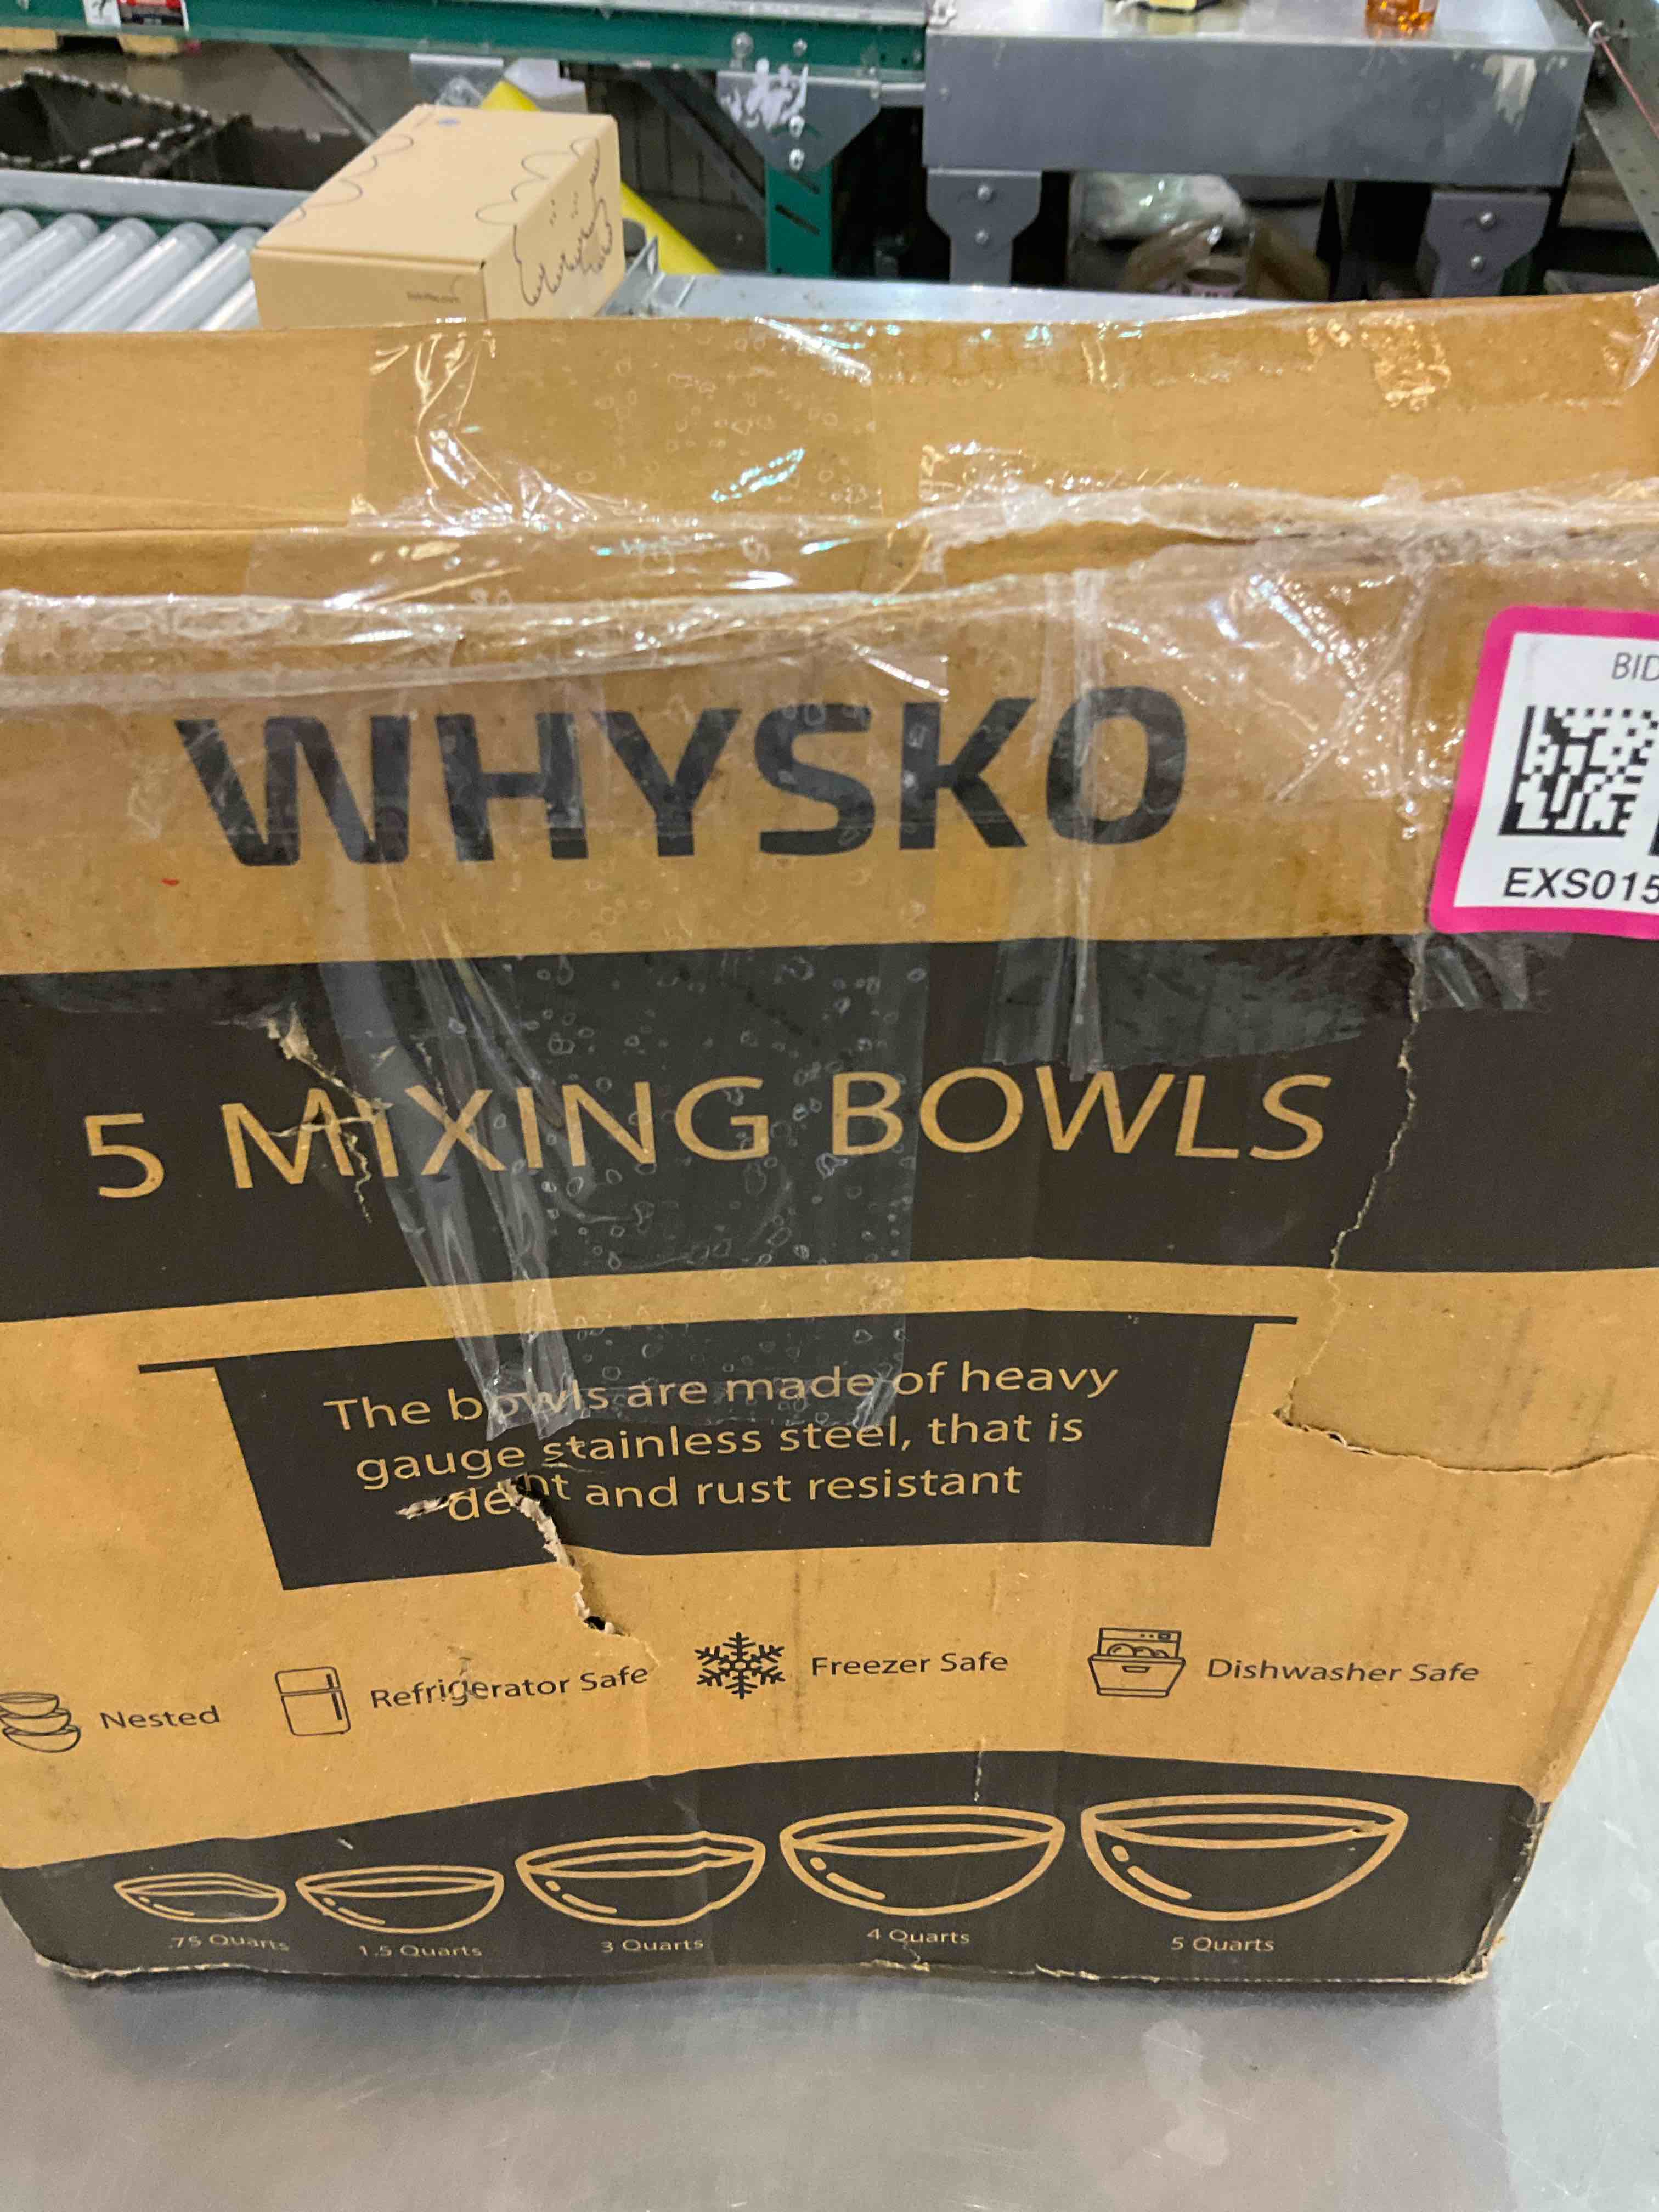 WHYSKO
BID
EXS015
5 MIXING BOWLS
The bowls are made of heavy
gauge stainless steel, that is
dent and rust resistant
Nested
Refrigerator Safe
Freezer Safe
Dishwasher Safe
.75 Quarts
1.5 Quarts
3 Quarts
4 Quarts
5 Quarts